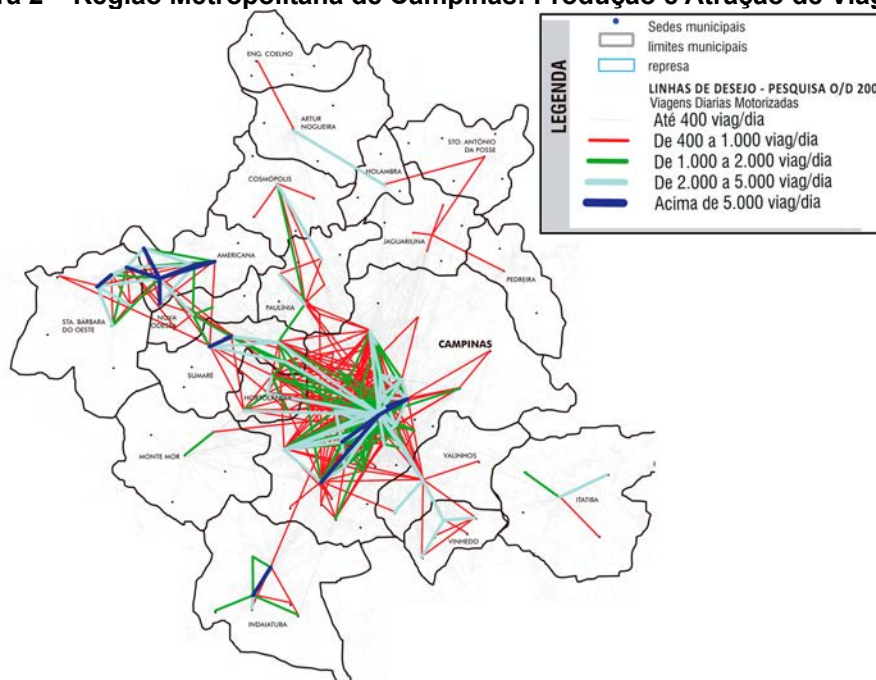 Região Metropolitana de Campinas: Produção e Atração de
Sedes municipais
limites municipais
represa
LEGENDA
LINHAS DE DESEJO - PESQUISA O/D 200
Viagens Diarias Motorizadas
Até 400 viag/dia
De 400 a 1.000 viag/dia
De 1.000 a 2.000 viag/dia
De 2.000 a 5.000 viag/dia
Acima de 5.000 viag/dia
ENG. COELHO
ARTUR
NOGUEIRA
STO. ANTÔNIO
DA POSSE
HOLAMBRA
COSMÓPOLIS
JAGUARIUNA
PEDREIRA
AMERICANA
PAULÍNIA
STA. BÁRBARA
DO OESTE
NOVA
ODESSA
CAMPINAS
SUMARÉ
HORTOLÂNDIA
MONTE MOR
VALINHOS
ITATIBA
VINHEDO
INDAIATUBA